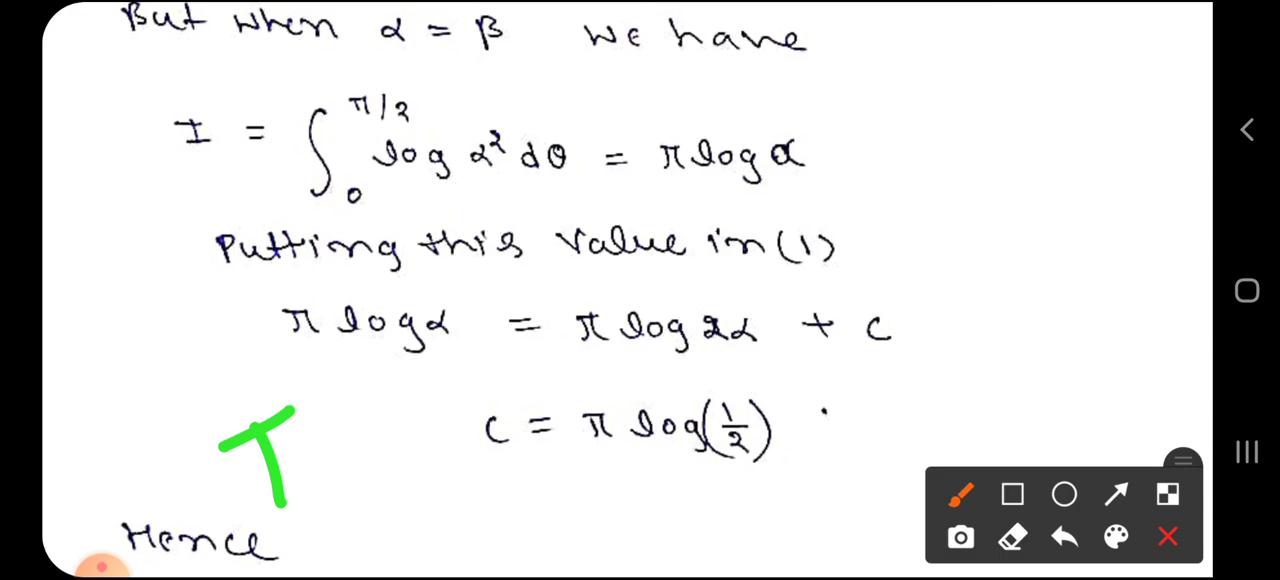 But when α = β we have
I = ∫₀^π/2 log α² dθ = π log α
Putting this value in (1)
π log α = π log 2α + c
c = π log(1/2)
T
Hence